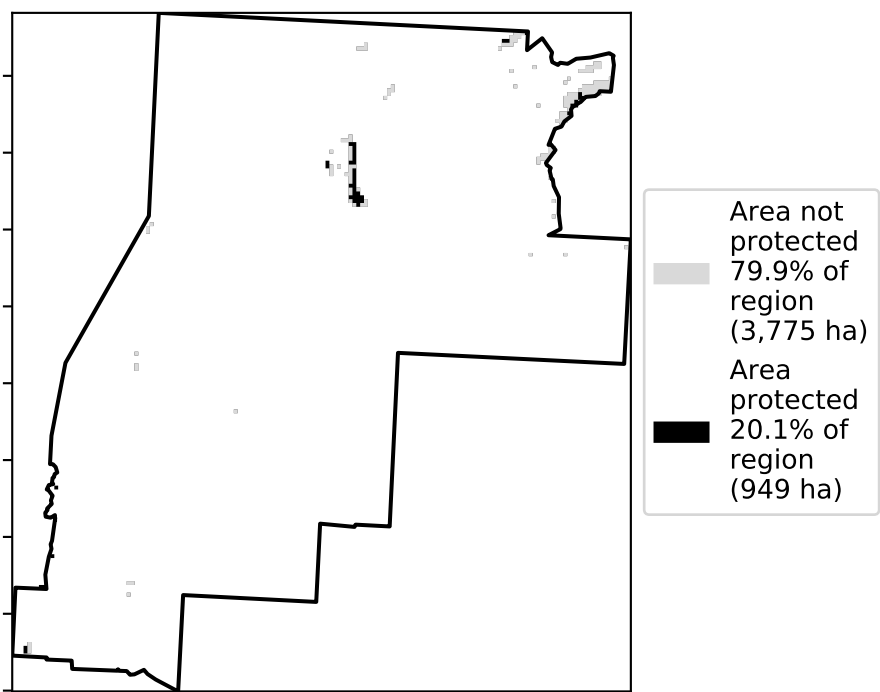 Area not
protected
79.9% of
region
(3,775 ha)
Area
protected
20.1% of
region
(949 ha)